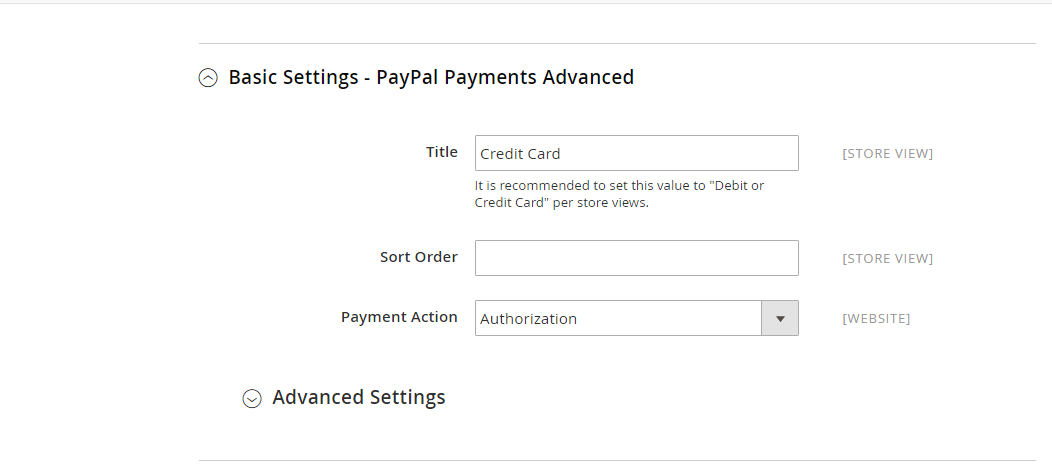 Basic Settings - PayPal Payments Advanced
Title Credit Card [STORE VIEW]
It is recommended to set this value to "Debit or
Credit Card" per store views.
Sort Order [STORE VIEW]
Payment Action Authorization [WEBSITE]
Advanced Settings